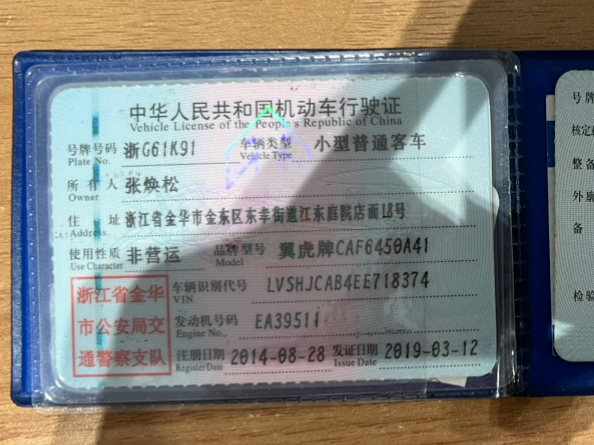 中华人民共和国机动车行驶证
Vehicle License of the People's Republic of China
号牌号码 浙G61K91 车辆类型 小型普通客车
Plate No. Vehicle Type
所有人 张焕松
Owner
住址 浙江省金华市金东区东孝街道江东庭院店面L8号
Address
使用性质 非营运 品牌型号 翼虎牌CAF6450A41
Use Character Model
浙江省金华
市公安局交
通警察支队
车辆识别代号 LVSHJCAB4EE718374
VIN
发动机号码 EA39511
Engine No.
注册日期 2014-08-28 发证日期 2019-03-12
Register Date Issue Date
号牌
核定
整备
外廓
备
检验